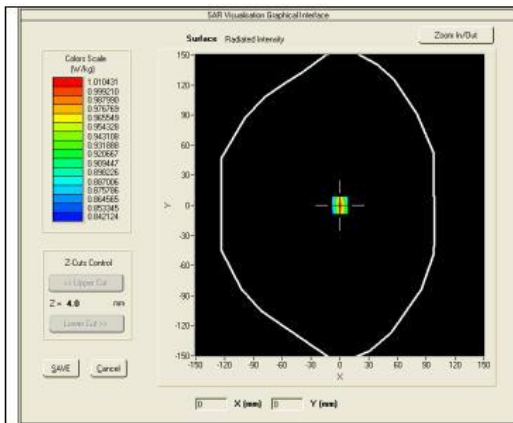 SAR Visualisation Graphical Interface
Surface Radiated Intensity
Zoom In/Out
Colors Scale
(W/kg)
1.010431
0.999210
0.987990
0.976769
0.965549
0.954328
0.943108
0.931888
0.920667
0.909447
0.898226
0.887006
0.875786
0.864565
0.853345
0.842124
Z-Cuts Control
<< Upper Cut
Z = 4.0 mm
Lower Cut >>
SAVE Cancel
150
120
90
60
30
Y 0
-30
-60
-90
-120
-150
-150 -120 -90 -60 -30 0 30 60 90 120 150
X
0 X (mm) 0 Y (mm)